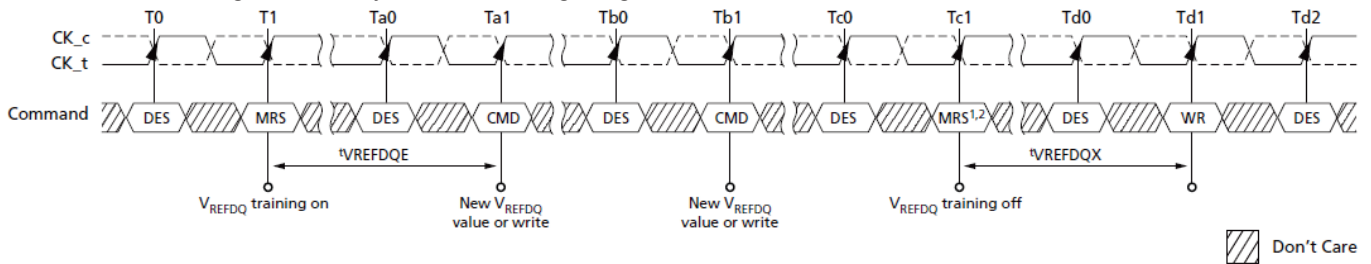 T0 T1 Ta0 Ta1 Tb0 Tb1 Tc0 Tc1 Td0 Td1 Td2
CK_c
CK_t
Command DES MRS DES CMD DES CMD DES MRS1,2 DES WR DES
tVREFDQE tVREFDQX
VREFDQ training on New VREFDQ New VREFDQ VREFDQ training off
value or write value or write
Don't Care